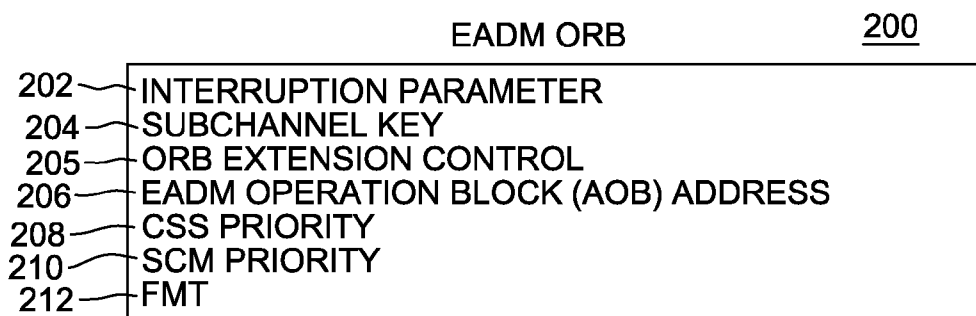 EADM ORB 200
202 INTERRUPTION PARAMETER
204 SUBCHANNEL KEY
205 ORB EXTENSION CONTROL
206 EADM OPERATION BLOCK (AOB) ADDRESS
208 CSS PRIORITY
210 SCM PRIORITY
212 FMT